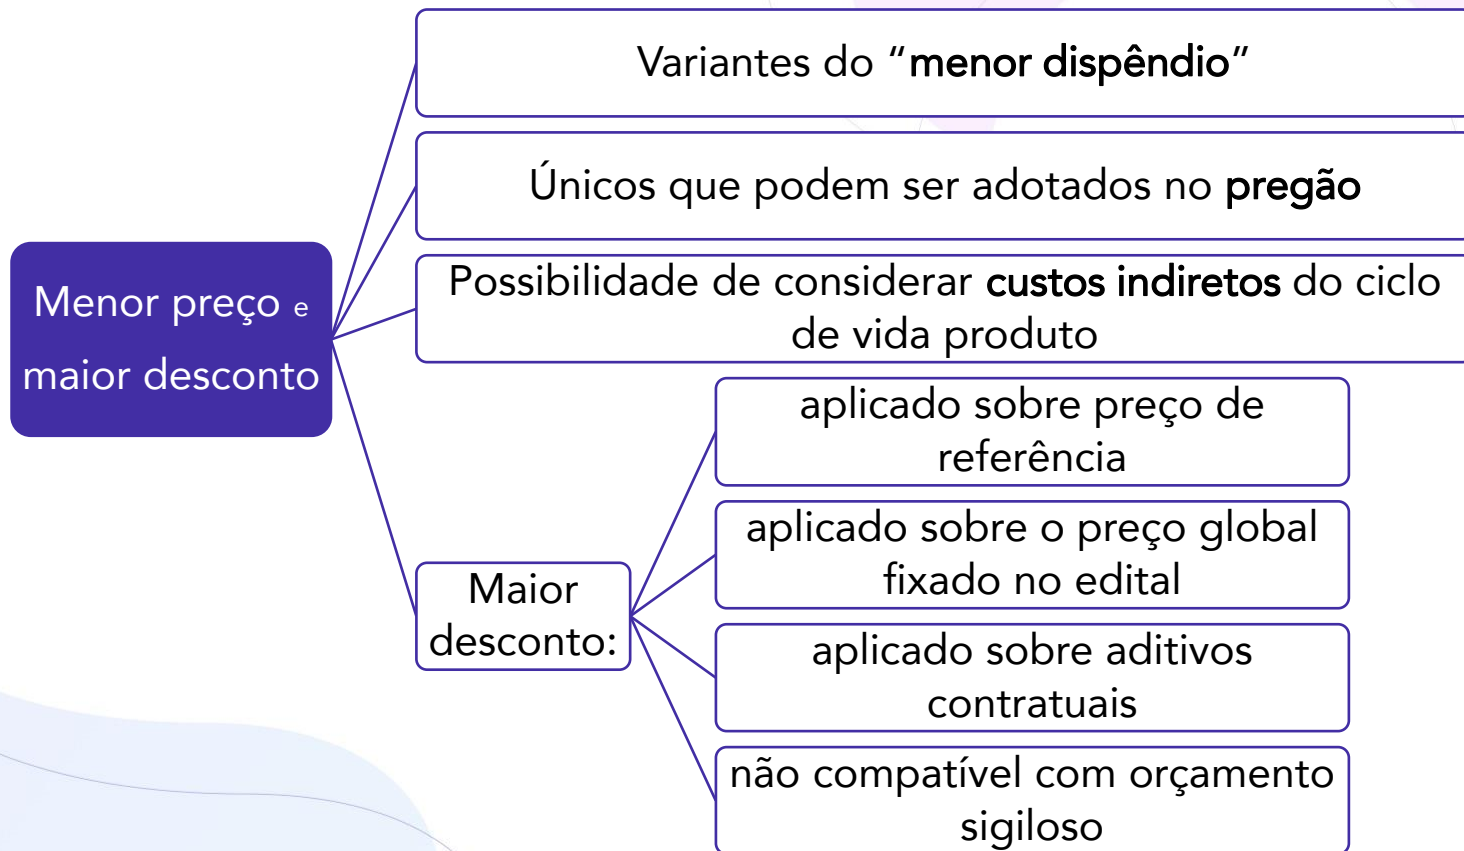 Variantes do “menor dispêndio”
Únicos que podem ser adotados no pregão
Menor preço e
maior desconto
Possibilidade de considerar custos indiretos do ciclo
de vida produto
Maior
desconto:
aplicado sobre preço de
referência
aplicado sobre o preço global
fixado no edital
aplicado sobre aditivos
contratuais
não compatível com orçamento
sigiloso